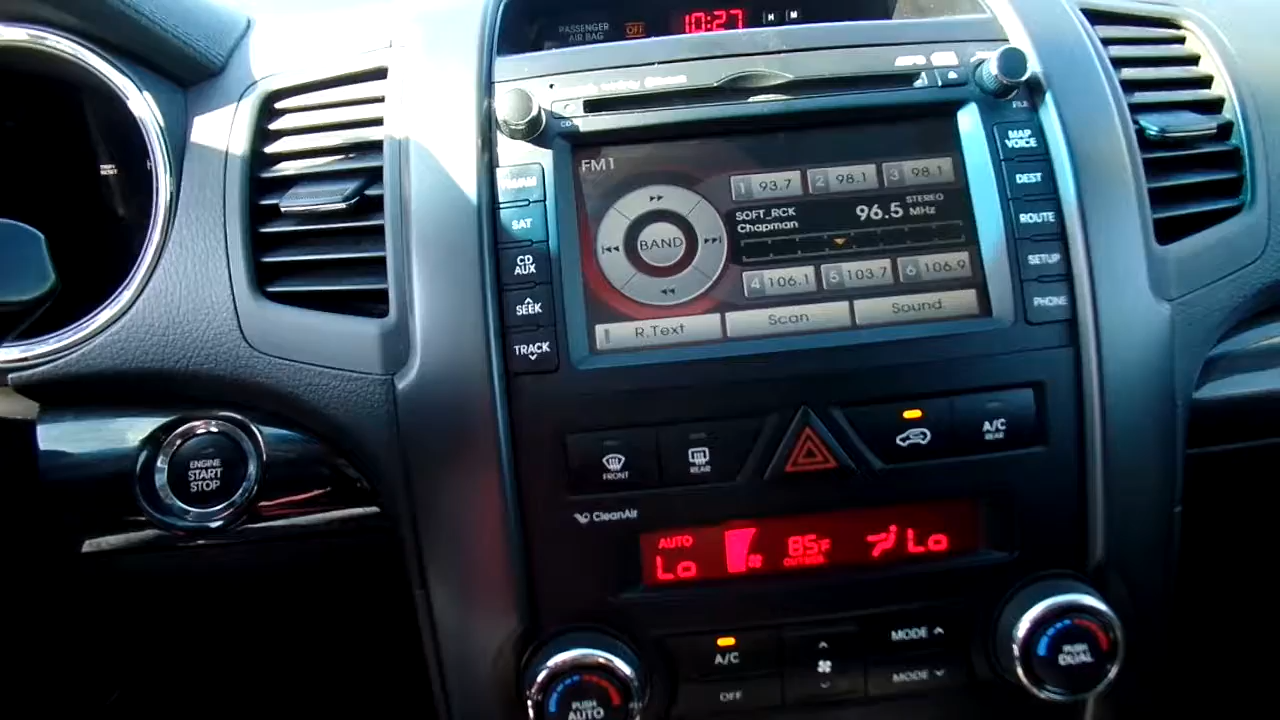 PASSENGER
AIR BAG
OFF
10:27
H
M
CD
FILE
FM1
1 93.7
2 98.1
3 98.1
SOFT_RCK
Chapman
96.5
STEREO
MHz
BAND
4 106.1
5 103.7
6 106.9
R.Text
Scan
Sound
SAT
CD
AUX
SEEK
TRACK
MAP
VOICE
DEST
ROUTE
SETUP
PHONE
ENGINE
START
STOP
FRONT
REAR
A/C
REAR
CleanAir
AUTO
Lo
85F
OUTSIDE
Lo
A/C
OFF
MODE
MODE
PUSH
AUTO
PUSH
DUAL